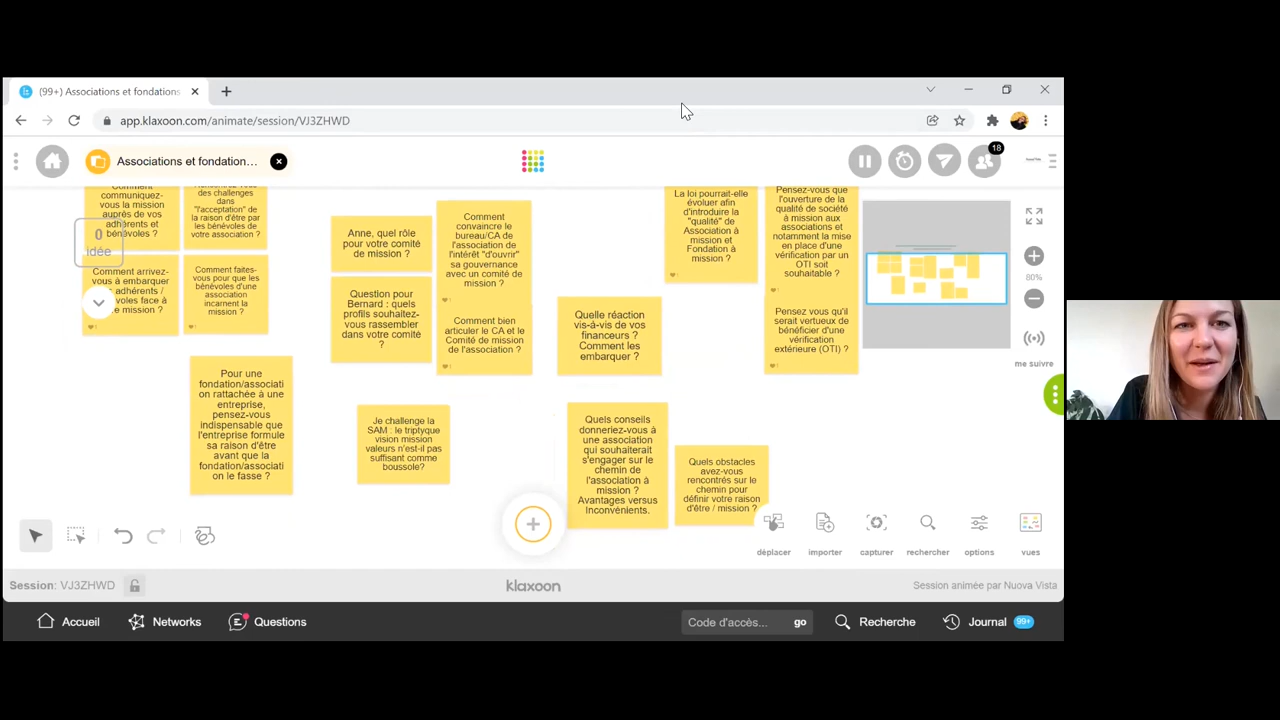 (99+) Associations et fondations
app.klaxoon.com/animate/session/VJ3ZHWD
Associations et fondation…
18
Comment
communiquez-
vous la mission
auprès de vos
adhérents et
bénévoles ?
Rencontrez-vous
des challenges
dans
"l'acceptation" de
la raison d'être par
les bénévoles de
votre association ?
0
idée
Comment arrivez-
vous à embarquer
adhérents /
voles face à
mission ?
Comment faites-
vous pour que les
bénévoles d'une
association
incarnent la
mission ?
Anne, quel rôle
pour votre comité
de mission ?
Question pour
Bernard : quels
profils souhaitez-
vous rassembler
dans votre comité
?
Comment
convaincre le
bureau/CA de
l'association de
l'intérêt "d'ouvrir"
sa gouvernance
avec un comité de
mission ?
Comment bien
articuler le CA et le
Comité de mission
de l'association ?
Quelle réaction
vis-à-vis de vos
financeurs ?
Comment les
embarquer ?
La loi pourrait-elle
évoluer afin
d'introduire la
"qualité" de
Association à
mission et
Fondation à
mission ?
Pensez-vous que
l'ouverture de la
qualité de société
à mission aux
associations et
notamment la mise
en place d'une
vérification par un
OTI soit
souhaitable ?
Pensez vous qu'il
serait vertueux de
bénéficier d'une
vérification
extérieure (OTI) ?
80%
me suivre
Pour une
fondation/associati
on rattachée à une
entreprise,
pensez-vous
indispensable que
l'entreprise formule
sa raison d'être
avant que la
fondation/associati
on le fasse ?
Je challenge la
SAM : le triptyque
vision mission
valeurs n'est-il pas
suffisant comme
boussole?
Quels conseils
donneriez-vous à
une association
qui souhaiterait
s'engager sur le
chemin de
l'association à
mission ?
Avantages versus
Inconvénients.
Quels obstacles
avez-vous
rencontrés sur le
chemin pour
définir votre raison
d'être / mission ?
déplacer
importer
capturer
rechercher
options
vues
Session: VJ3ZHWD
klaxoon
Session animée par Nuova Vista
Accueil
Networks
Questions
Code d'accès...
go
Recherche
Journal
99+